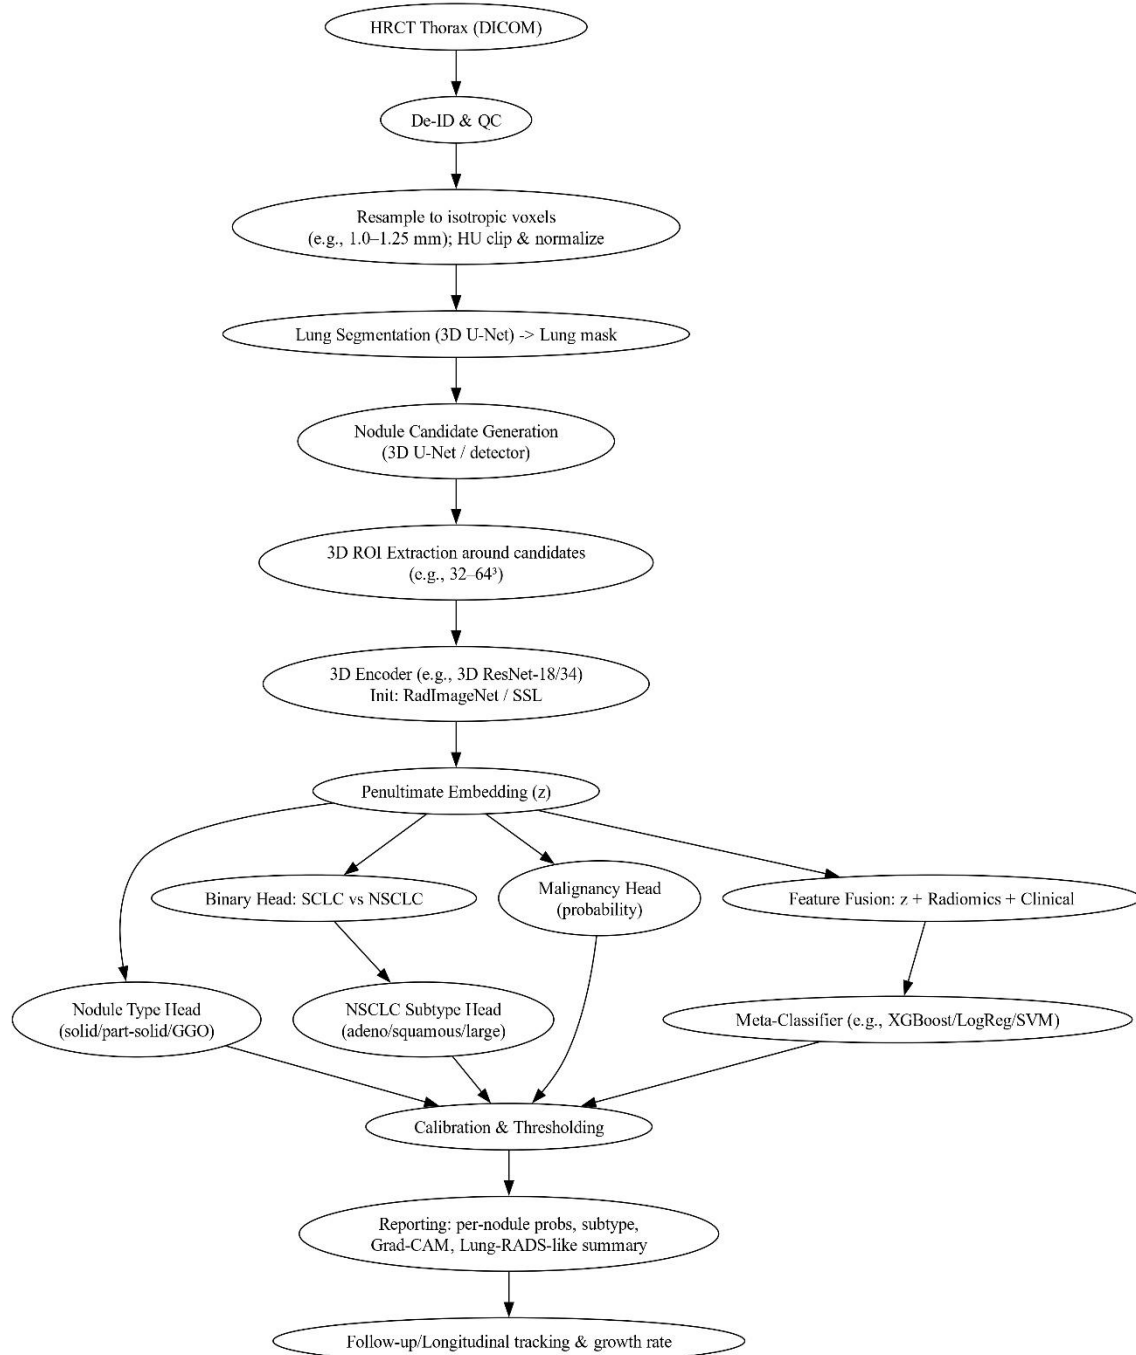 HRCT Thorax (DICOM)
De-ID & QC
Resample to isotropic voxels
(e.g., 1.0–1.25 mm); HU clip & normalize
Lung Segmentation (3D U-Net) -> Lung mask
Nodule Candidate Generation
(3D U-Net / detector)
3D ROI Extraction around candidates
(e.g., 32–64³)
3D Encoder (e.g., 3D ResNet-18/34)
Init: RadImageNet / SSL
Penultimate Embedding (z)
Binary Head: SCLC vs NSCLC
Malignancy Head
(probability)
Feature Fusion: z + Radiomics + Clinical
Nodule Type Head
(solid/part-solid/GGO)
NSCLC Subtype Head
(adeno/squamous/large)
Meta-Classifier (e.g., XGBoost/LogReg/SVM)
Calibration & Thresholding
Reporting: per-nodule probs, subtype,
Grad-CAM, Lung-RADS-like summary
Follow-up/Longitudinal tracking & growth rate